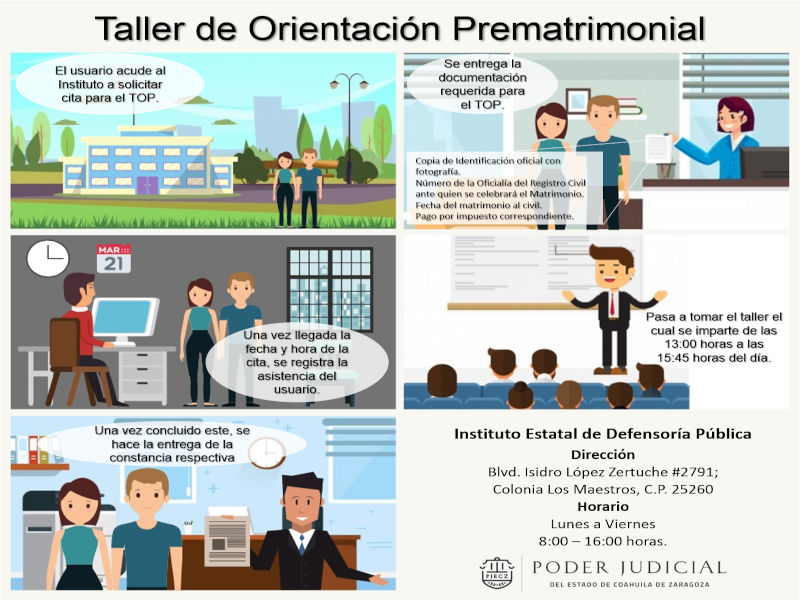 Taller de Orientación Prematrimonial
El usuario acude al
Instituto a solicitar
cita para el TOP.
Se entrega la
documentación
requerida para
el TOP.
Copia de Identificación oficial con
fotografía.
Número de la Oficialía del Registro Civil
ante quien se celebrará el Matrimonio.
Fecha del matrimonio al civil.
Pago por impuesto correspondiente.
MAR
21
Una vez llegada la
fecha y hora de la
cita, se registra la
asistencia del
usuario.
Pasa a tomar el taller el
cual se imparte de las
13:00 horas a las
15:45 horas del día.
Una vez concluido este, se
hace la entrega de la
constancia respectiva
Instituto Estatal de Defensoría Pública
Dirección
Blvd. Isidro López Zertuche #2791;
Colonia Los Maestros, C.P. 25260
Horario
Lunes a Viernes
8:00 – 16:00 horas.
PJECZ
PODER JUDICIAL
DEL ESTADO DE COAHUILA DE ZARAGOZA